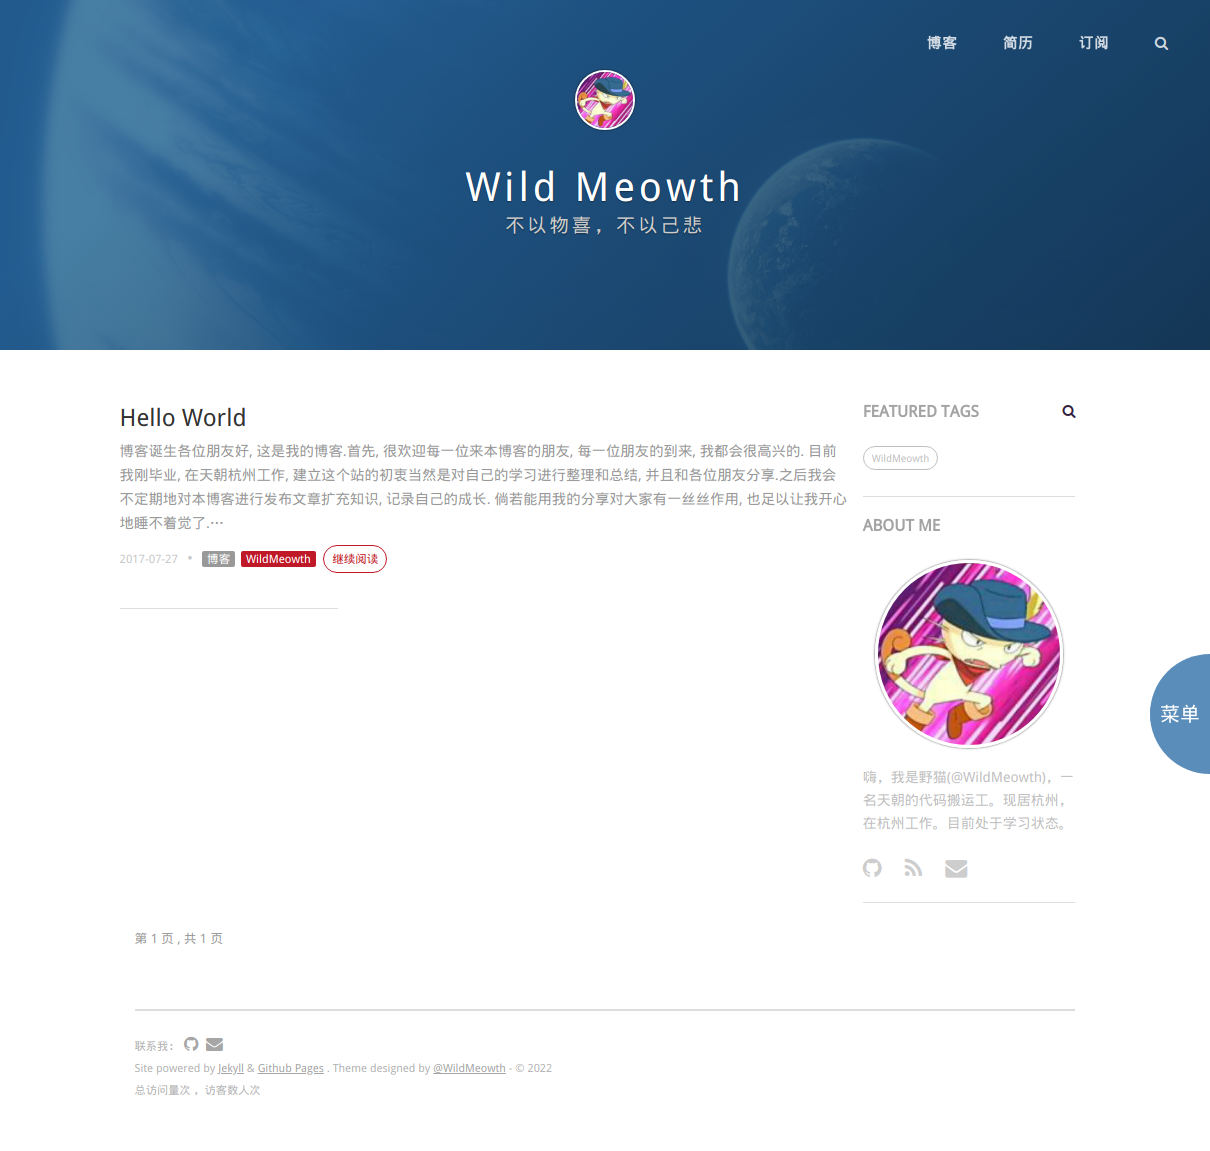 博客 简历 订阅
Wild Meowth
不以物喜，不以己悲
Hello World
博客诞生各位朋友好, 这是我的博客.首先, 很欢迎每一位来本博客的朋友, 每一位朋友的到来, 我都会很高兴的. 目前
我刚毕业, 在天朝杭州工作, 建立这个站的初衷当然是对自己的学习进行整理和总结, 并且和各位朋友分享.之后我会
不定期地对本博客进行发布文章扩充知识, 记录自己的成长. 倘若能用我的分享对大家有一丝丝作用, 也足以让我开心
地睡不着觉了.…
2017-07-27 • 博客 WildMeowth 继续阅读
FEATURED TAGS
WildMeowth
ABOUT ME
嗨，我是野猫(@WildMeowth)，一
名天朝的代码搬运工。现居杭州，
在杭州工作。目前处于学习状态。
菜单
第 1 页 , 共 1 页
联系我：
Site powered by Jekyll & Github Pages . Theme designed by @WildMeowth - © 2022
总访问量次 ，访客数人次